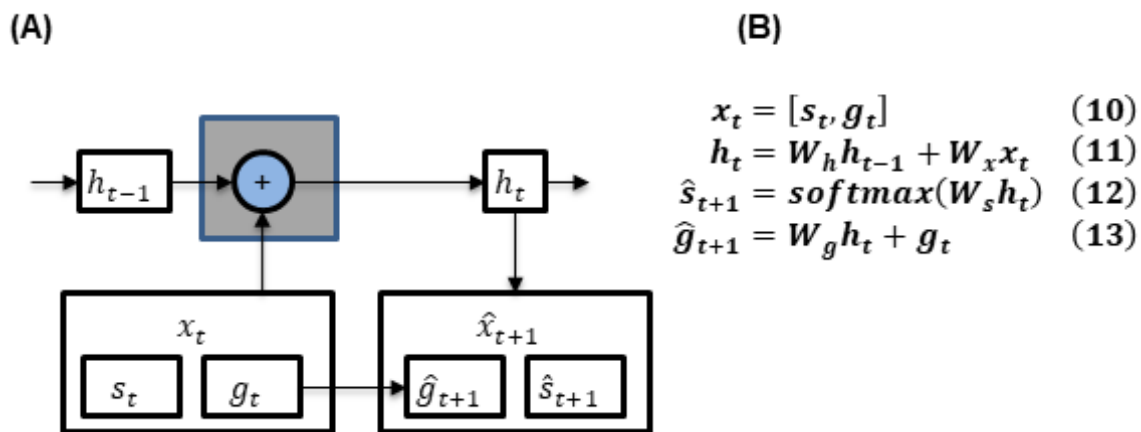 (A)
h_{t-1}
+
h_t
x_t
s_t
g_t
x̂_{t+1}
ĝ_{t+1}
ŝ_{t+1}
(B)
x_t = [s_t, g_t] (10)
h_t = W_h h_{t-1} + W_x x_t (11)
ŝ_{t+1} = softmax(W_s h_t) (12)
ĝ_{t+1} = W_g h_t + g_t (13)